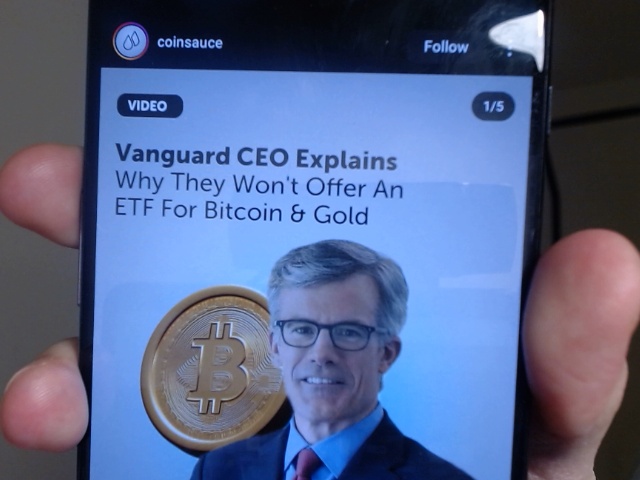 coinsauce
Follow
VIDEO
1/5
Vanguard CEO Explains
Why They Won't Offer An
ETF For Bitcoin & Gold